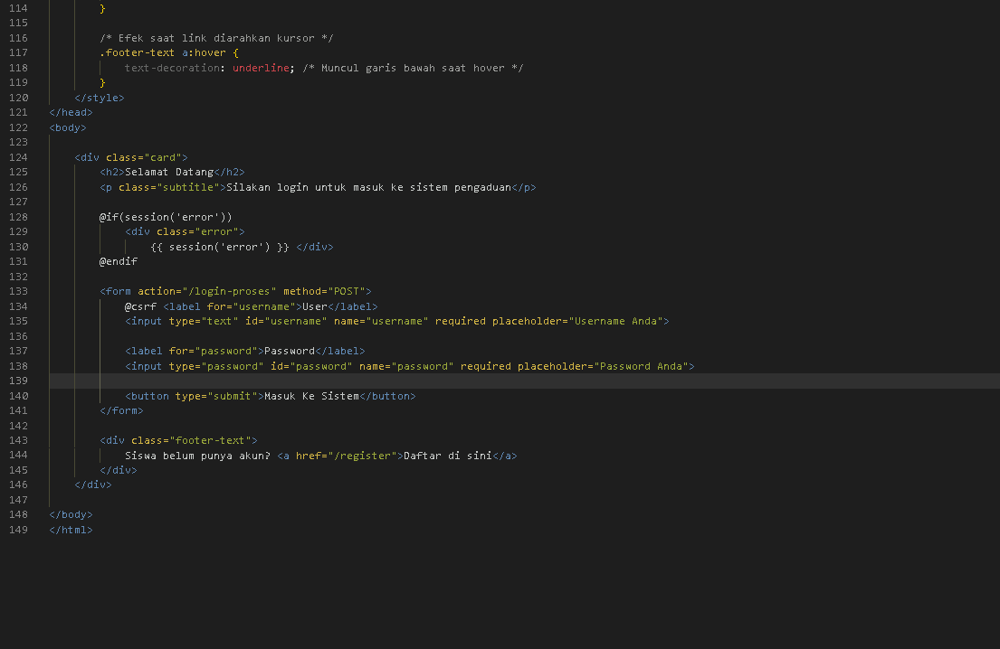 114         }
115
116         /* Efek saat link diarahkan kursor */
117         .footer-text a:hover {
118             text-decoration: underline; /* Muncul garis bawah saat hover */
119         }
120     </style>
121 </head>
122 <body>
123
124     <div class="card">
125         <h2>Selamat Datang</h2>
126         <p class="subtitle">Silakan login untuk masuk ke sistem pengaduan</p>
127
128         @if(session('error'))
129             <div class="error">
130                 {{ session('error') }} </div>
131         @endif
132
133         <form action="/login-proses" method="POST">
134             @csrf <label for="username">User</label>
135             <input type="text" id="username" name="username" required placeholder="Username Anda">
136
137             <label for="password">Password</label>
138             <input type="password" id="password" name="password" required placeholder="Password Anda">
139
140             <button type="submit">Masuk Ke Sistem</button>
141         </form>
142
143         <div class="footer-text">
144             Siswa belum punya akun? <a href="/register">Daftar di sini</a>
145         </div>
146     </div>
147
148 </body>
149 </html>